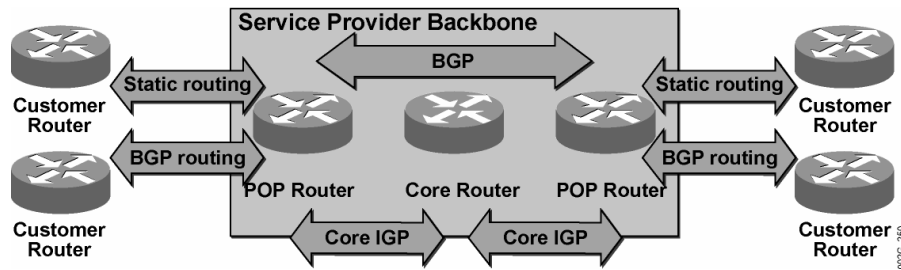 Service Provider Backbone
BGP
Static routing
Static routing
Customer
Router
Customer
Router
BGP routing
BGP routing
POP Router
Core Router
POP Router
Customer
Router
Core IGP
Core IGP
Customer
Router